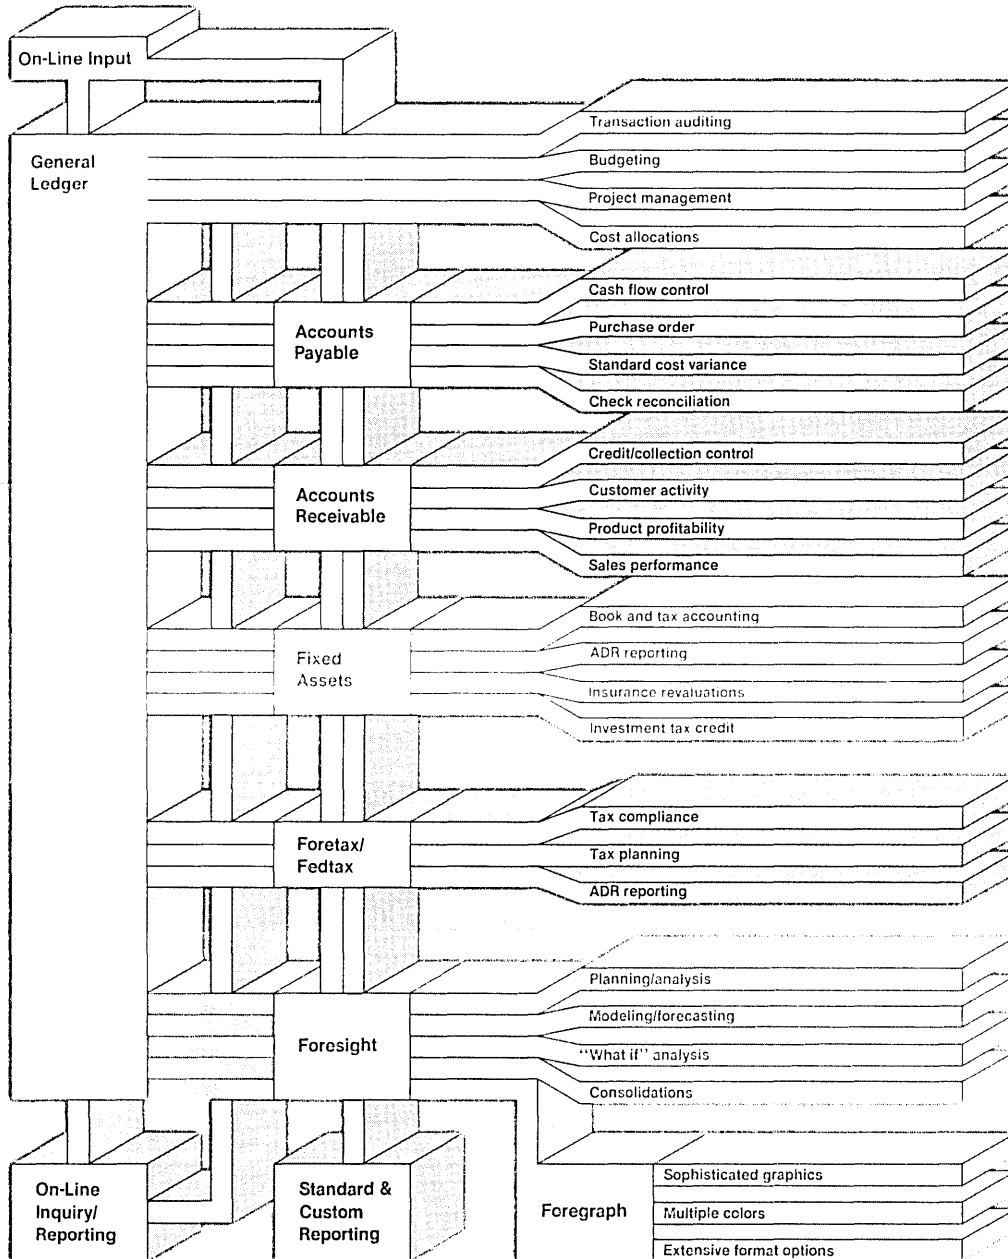 On-Line Input
General
Ledger
Transaction auditing
Budgeting
Project management
Cost allocations
Accounts
Payable
Cash flow control
Purchase order
Standard cost variance
Check reconciliation
Accounts
Receivable
Credit/collection control
Customer activity
Product profitability
Sales performance
Fixed
Assets
Book and tax accounting
ADR reporting
Insurance revaluations
Investment tax credit
Foretax/
Fedtax
Tax compliance
Tax planning
ADR reporting
Foresight
Planning/analysis
Modeling/forecasting
"What if" analysis
Consolidations
On-Line
Inquiry/
Reporting
Standard &
Custom
Reporting
Foregraph
Sophisticated graphics
Multiple colors
Extensive format options